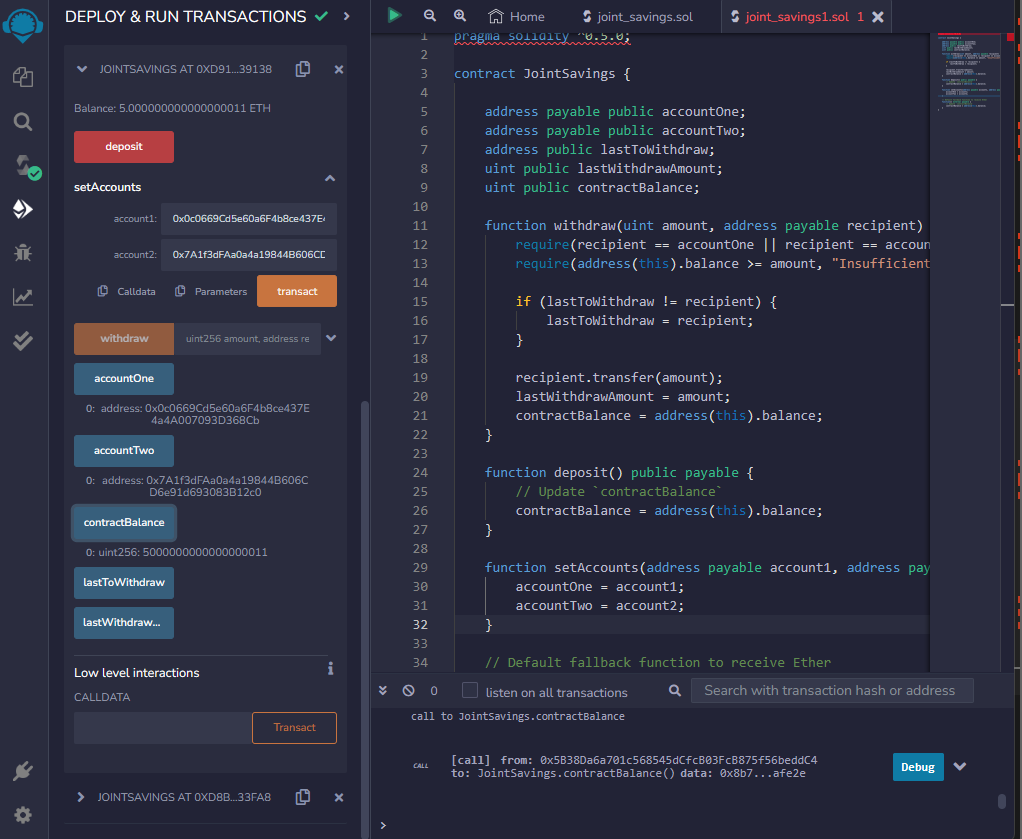 DEPLOY & RUN TRANSACTIONS
JOINTSAVINGS AT 0XD91...39138
Balance: 5.000000000000000011 ETH
deposit
setAccounts
account1: 0x0c0669Cd5e60a6F4b8ce437E4
account2: 0x7A1f3dFAa0a4a19844B606CD
Calldata Parameters transact
withdraw uint256 amount, address re
accountOne
0: address: 0x0c0669Cd5e60a6F4b8ce437E
4a4A007093D368Cb
accountTwo
0: address: 0x7A1f3dFAa0a4a19844B606C
D6e91d693083B12c0
contractBalance
0: uint256: 5000000000000000011
lastToWithdraw
lastWithdraw...
Low level interactions
CALLDATA
Transact
JOINTSAVINGS AT 0XD8B...33FA8
Home joint_savings.sol joint_savings1.sol 1
1 pragma solidity ^0.5.0;
2
3 contract JointSavings {
4
5 address payable public accountOne;
6 address payable public accountTwo;
7 address public lastToWithdraw;
8 uint public lastWithdrawAmount;
9 uint public contractBalance;
10
11 function withdraw(uint amount, address payable recipient)
12 require(recipient == accountOne || recipient == accoun
13 require(address(this).balance >= amount, "Insufficient
14
15 if (lastToWithdraw != recipient) {
16 lastToWithdraw = recipient;
17 }
18
19 recipient.transfer(amount);
20 lastWithdrawAmount = amount;
21 contractBalance = address(this).balance;
22 }
23
24 function deposit() public payable {
25 // Update `contractBalance`
26 contractBalance = address(this).balance;
27 }
28
29 function setAccounts(address payable account1, address pay
30 accountOne = account1;
31 accountTwo = account2;
32 }
33
34 // Default fallback function to receive Ether
0 listen on all transactions Search with transaction hash or address
call to JointSavings.contractBalance
CALL [call] from: 0x5B38Da6a701c568545dCfcB03FcB875f56beddC4
to: JointSavings.contractBalance() data: 0x8b7...afe2e
Debug
>